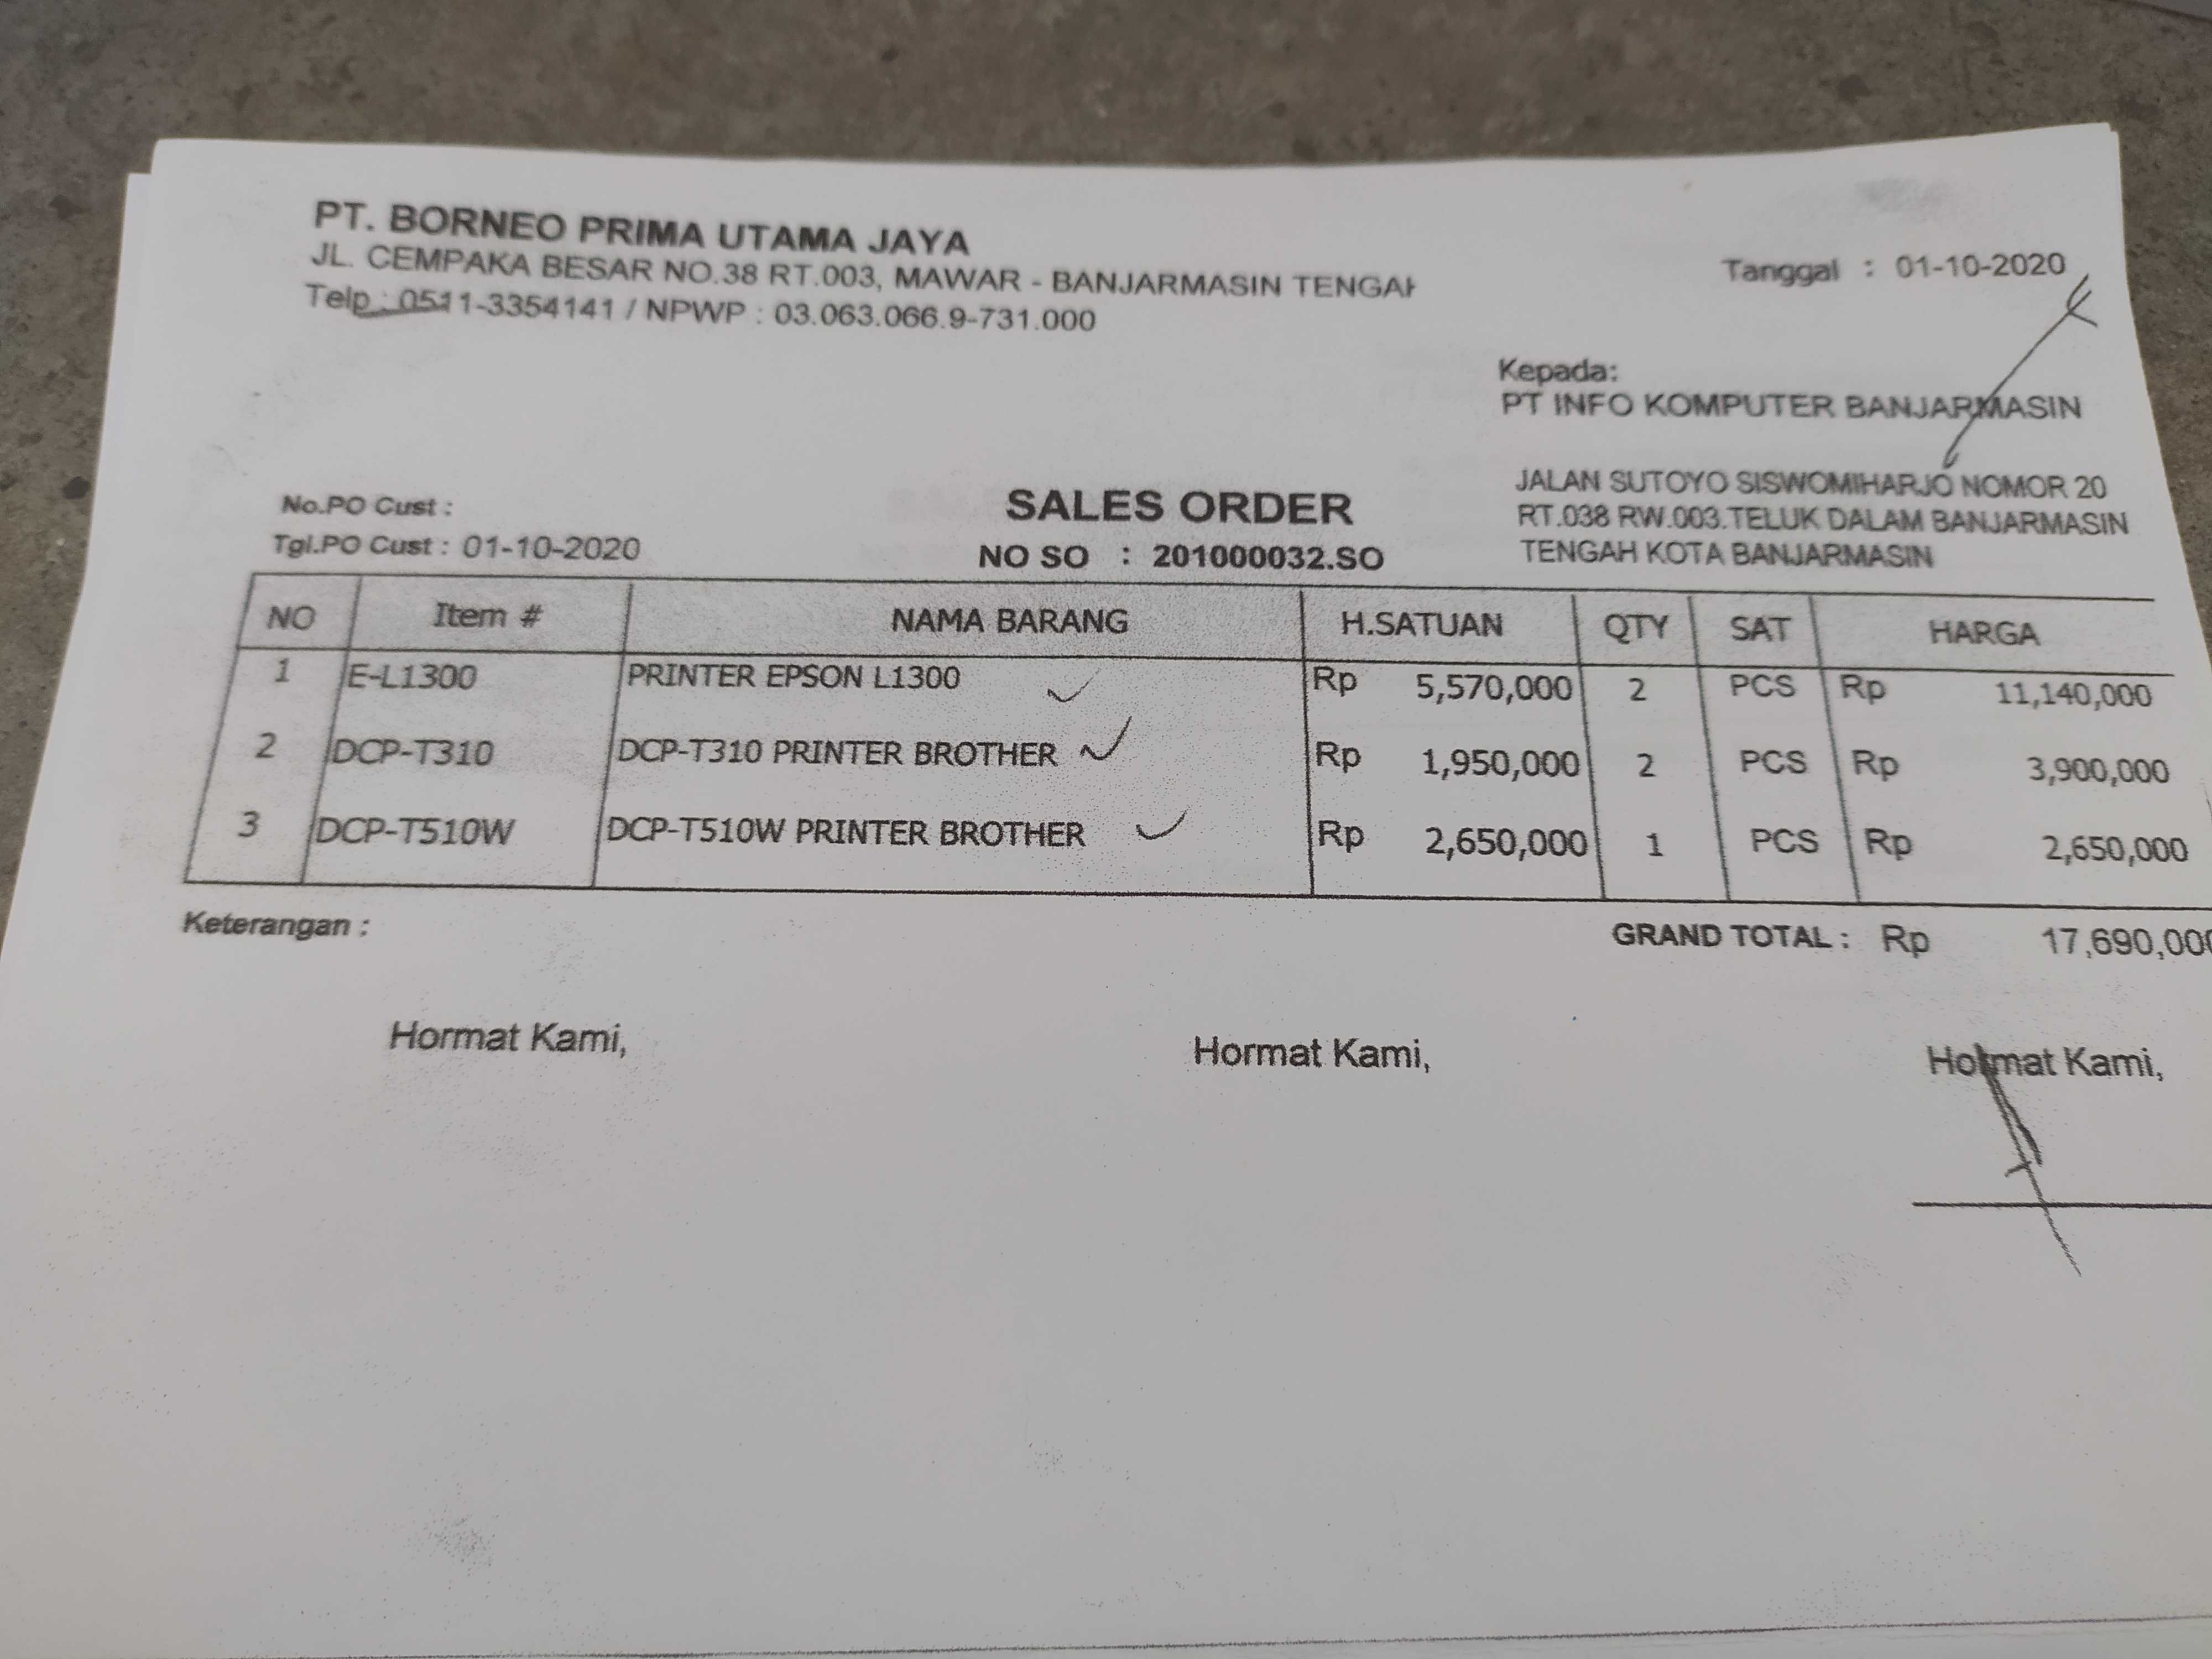 PT. BORNEO PRIMA UTAMA JAYA
JL. CEMPAKA BESAR NO.38 RT.003, MAWAR - BANJARMASIN TENGAH
Telp : 0511-3354141 / NPWP : 03.063.066.9-731.000
Tanggal : 01-10-2020
Kepada:
PT INFO KOMPUTER BANJARMASIN
JALAN SUTOYO SISWOMIHARJO NOMOR 20
RT.038 RW.003.TELUK DALAM BANJARMASIN
TENGAH KOTA BANJARMASIN
No.PO Cust :
Tgl.PO Cust : 01-10-2020
SALES ORDER
NO SO : 201000032.SO
NO Item # NAMA BARANG H.SATUAN QTY SAT HARGA
1 E-L1300 PRINTER EPSON L1300 Rp 5,570,000 2 PCS Rp 11,140,000
2 DCP-T310 DCP-T310 PRINTER BROTHER Rp 1,950,000 2 PCS Rp 3,900,000
3 DCP-T510W DCP-T510W PRINTER BROTHER Rp 2,650,000 1 PCS Rp 2,650,000
Keterangan :
GRAND TOTAL : Rp 17,690,000
Hormat Kami, Hormat Kami, Hormat Kami,